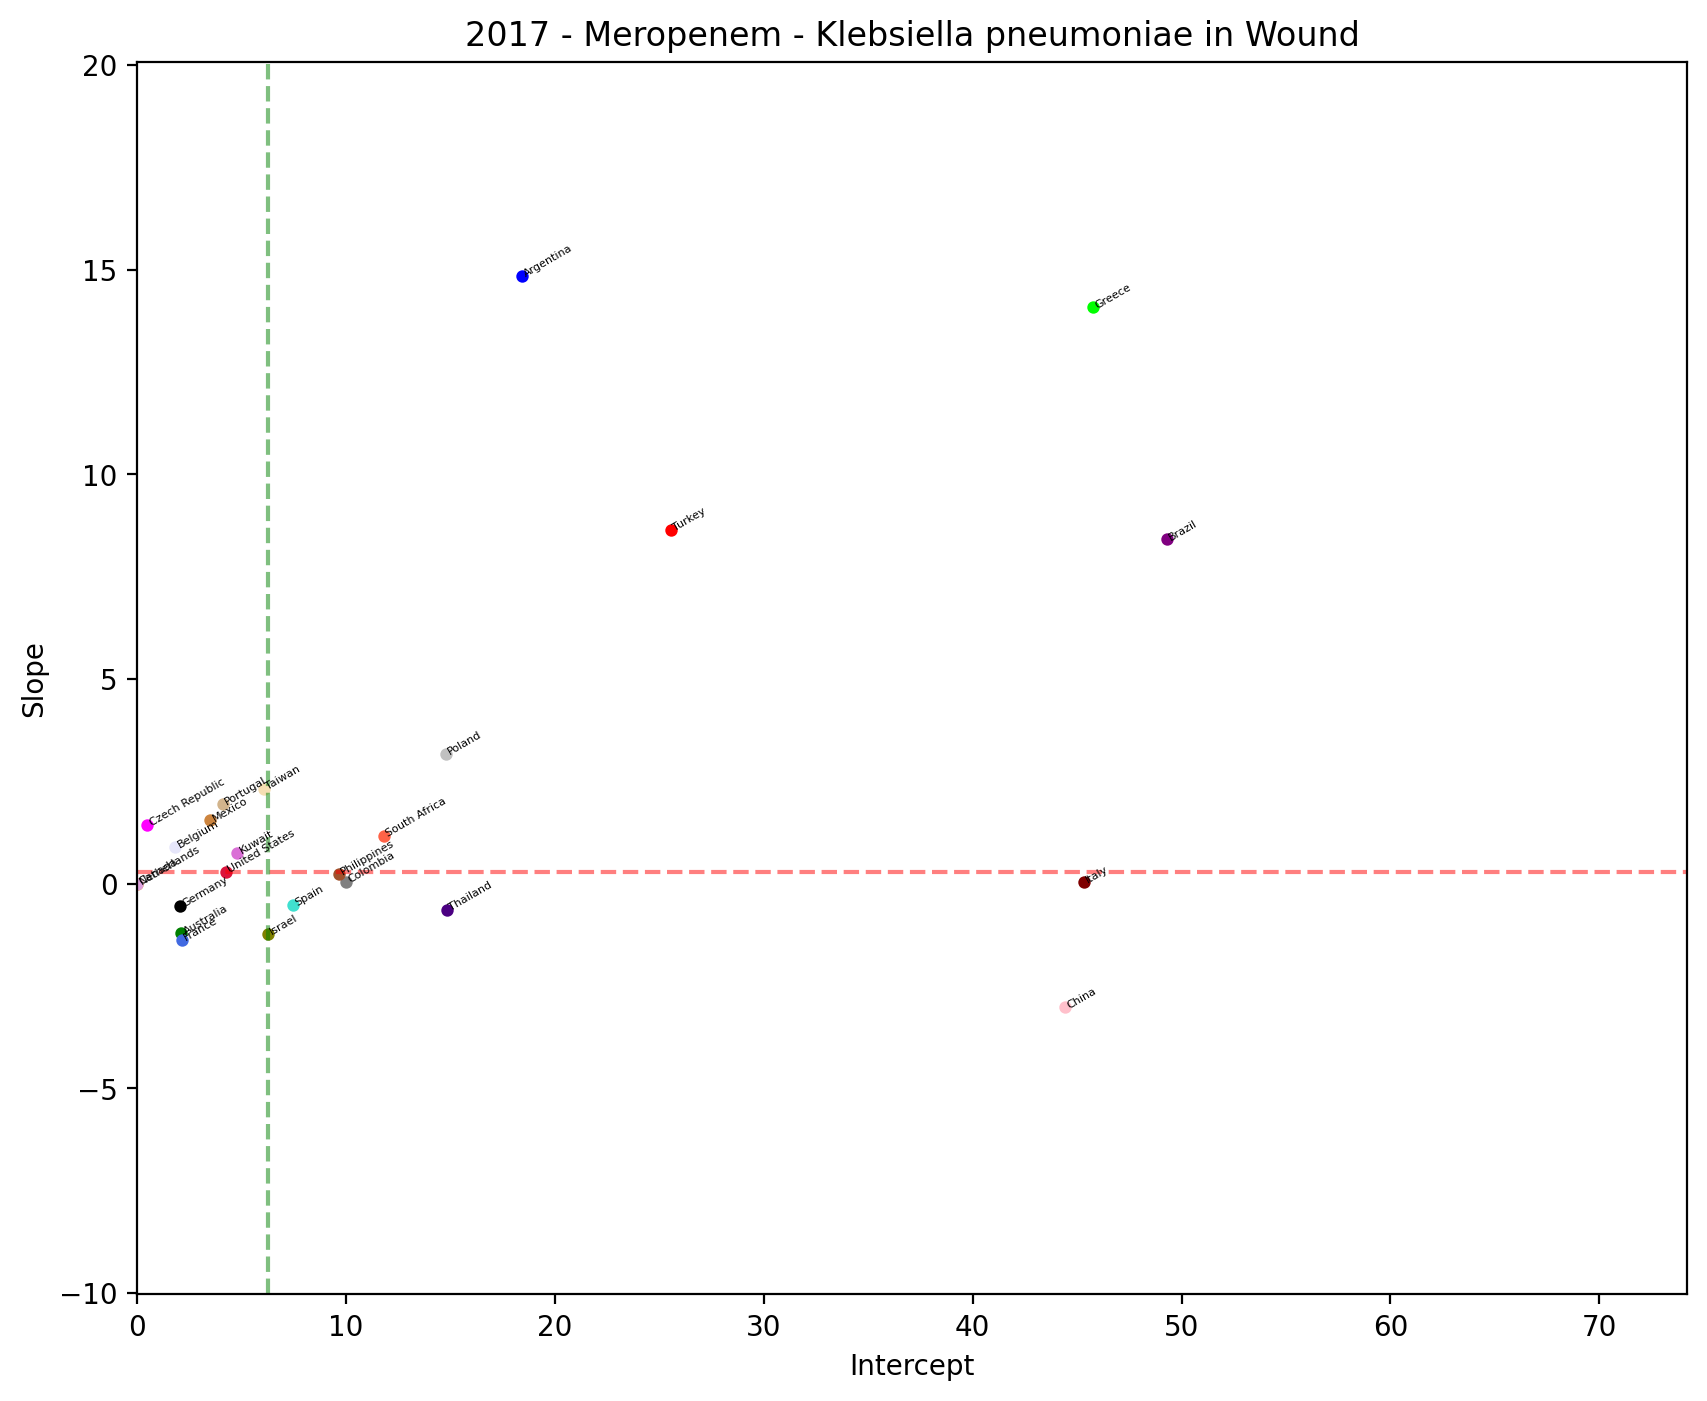 2017 - Meropenem - Klebsiella pneumoniae in Wound
20
15
10
5
0
−5
−10
Slope
Argentina
Greece
Turkey
Brazil
Poland
Taiwan
Czech Republic
Portugal
Mexico
South Africa
Belgium
Kuwait
United States
Philippines
Colombia
Canada
Netherlands
Italy
Germany
Spain
Thailand
Australia
France
Israel
China
0
10
20
30
40
50
60
70
Intercept